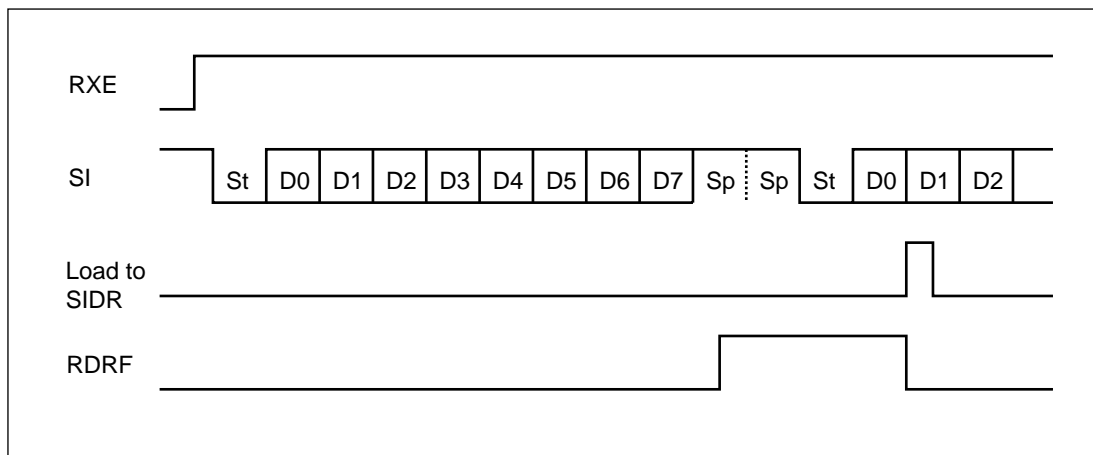 RXE
SI
St D0 D1 D2 D3 D4 D5 D6 D7 Sp Sp St D0 D1 D2
Load to
SIDR
RDRF